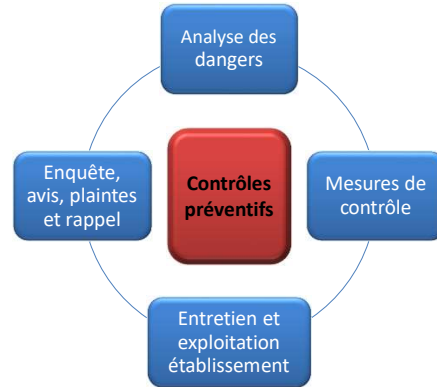 Analyse des
dangers
Enquête,
avis, plaintes
et rappel
Contrôles
préventifs
Mesures de
contrôle
Entretien et
exploitation
établissement